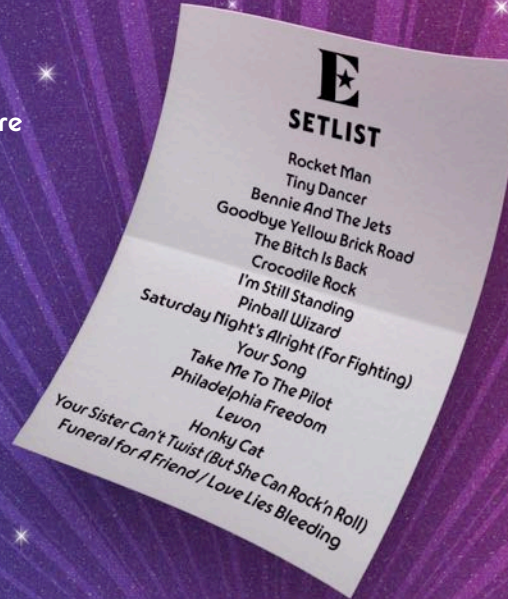 re
E
SETLIST
Rocket Man
Tiny Dancer
Bennie And The Jets
Goodbye Yellow Brick Road
The Bitch Is Back
Crocodile Rock
I'm Still Standing
Pinball Wizard
Saturday Night's Alright (For Fighting)
Your Song
Take Me To The Pilot
Philadelphia Freedom
Levon
Honky Cat
Your Sister Can't Twist (But She Can Rock'n Roll)
Funeral for A Friend / Love Lies Bleeding